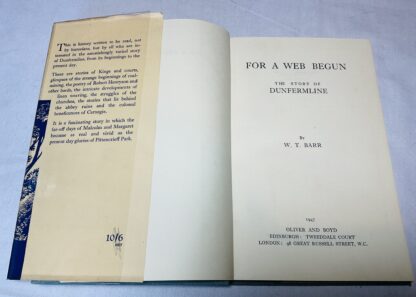 This is a history written to be read, not
by historians, but by all who are in-
terested in the astonishingly varied story
of Dunfermline, from its beginnings to the
present day.
These are stories of Kings and courts,
glimpses of the strange beginnings of coal-
mining, the poetry of Robert Henryson and
other bards, the intricate developments of
linen weaving, the struggles of the
churches, the stories that lie behind
the abbey ruins and the colossal
benefactions of Carnegie.
It is a fascinating story in which the
far-off days of Malcolm and Margaret
become as real and vivid as the
present day glories of Pittencrieff Park.
10/6
NET
FOR A WEB BEGUN
THE STORY OF
DUNFERMLINE
By
W. T. BARR
1947
OLIVER AND BOYD
EDINBURGH: TWEEDDALE COURT
LONDON: 98 GREAT RUSSELL STREET, W.C.